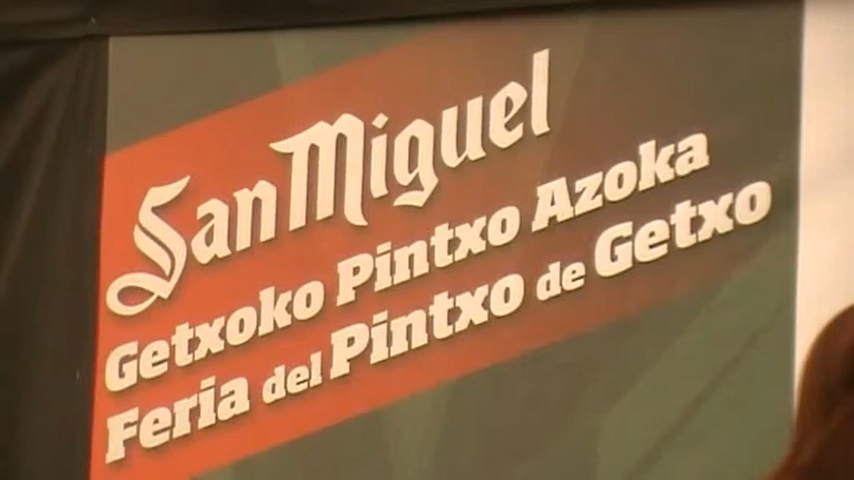 San Miguel
Getxoko Pintxo Azoka
Feria del Pintxo de Getxo